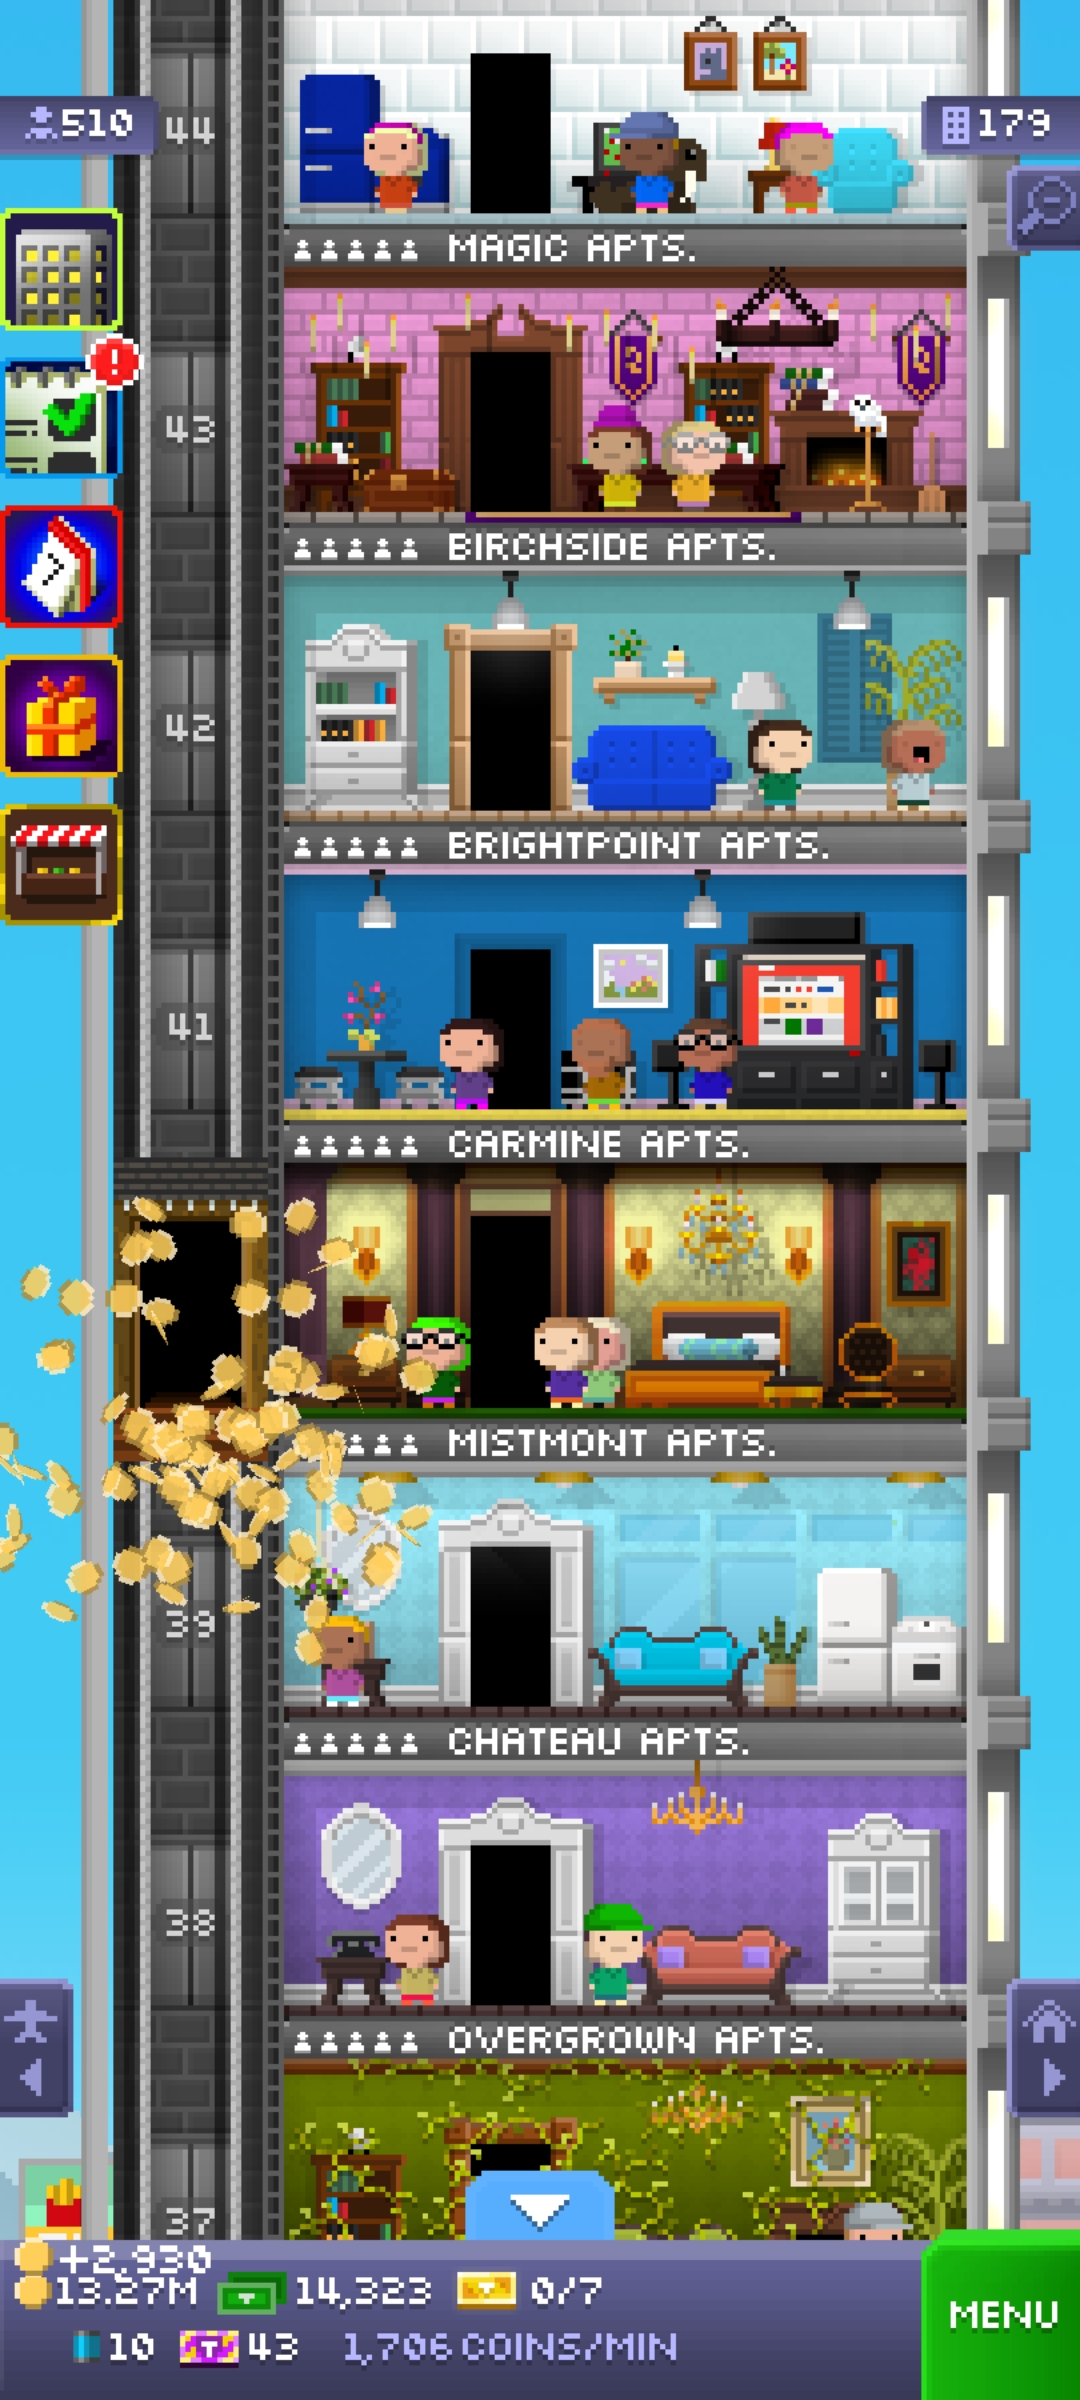 510
44
179
MAGIC APTS.
43
BIRCHSIDE APTS.
42
BRIGHTPOINT APTS.
41
CARMINE APTS.
MISTMONT APTS.
39
CHATEAU APTS.
38
OVERGROWN APTS.
37
+2,930
13.27M 14,323 0/7
MENU
10 43 1,706 COINS/MIN